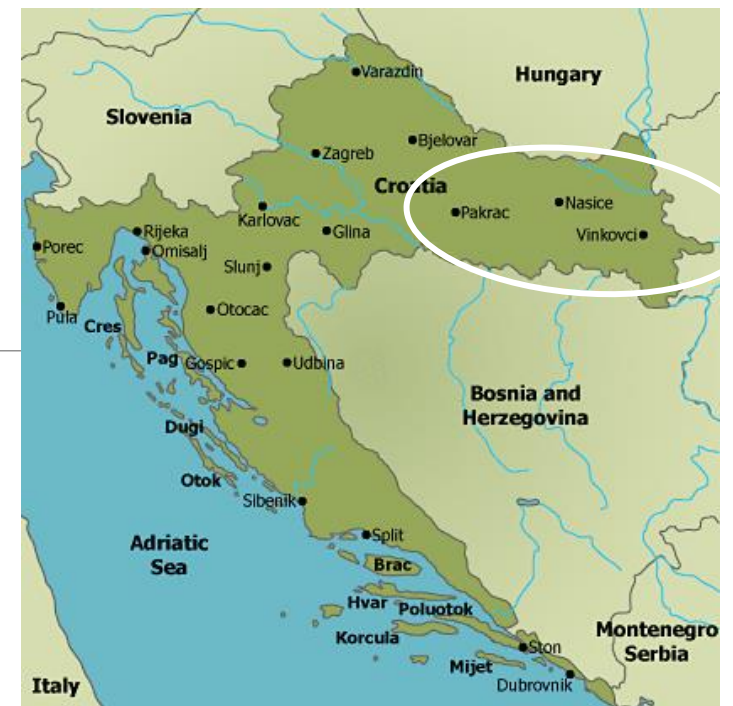 Varazdin
Hungary
Slovenia
Bjelovar
Zagreb
Croatia
Pakrac
Nasice
Karlovac
Rijeka
Glina
Vinkovci
Porec
Omisalj
Slunj
Pula
Cres
Otocac
Pag
Gospic
Udbina
Bosnia and
Herzegovina
Dugi
Otok
Sibenik
Adriatic
Sea
Split
Brac
Hvar
Poluotok
Korcula
Montenegro
Serbia
Ston
Mijet
Dubrovnik
Italy